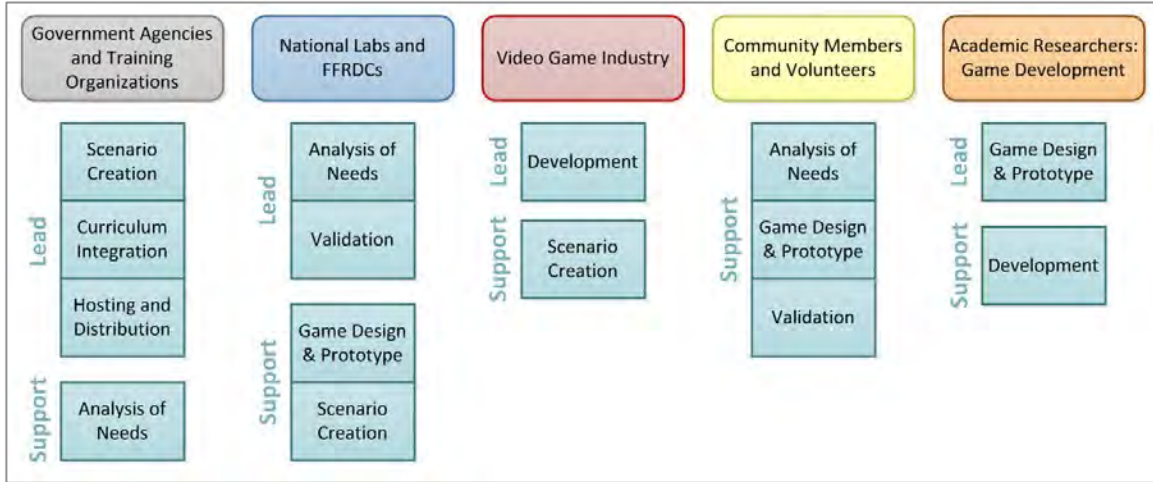 Government Agencies
and Training
Organizations
National Labs and
FFRDCs
Video Game Industry
Community Members
and Volunteers
Academic Researchers:
Game Development
Lead
Scenario
Creation
Curriculum
Integration
Hosting and
Distribution
Support
Analysis of
Needs
Lead
Analysis of
Needs
Validation
Support
Game Design
& Prototype
Scenario
Creation
Lead
Development
Support
Scenario
Creation
Support
Analysis of
Needs
Game Design
& Prototype
Validation
Lead
Game Design
& Prototype
Support
Development